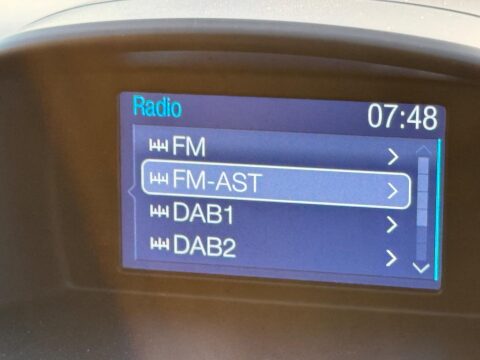 Radio
07:48
FM
FM-AST
DAB1
DAB2